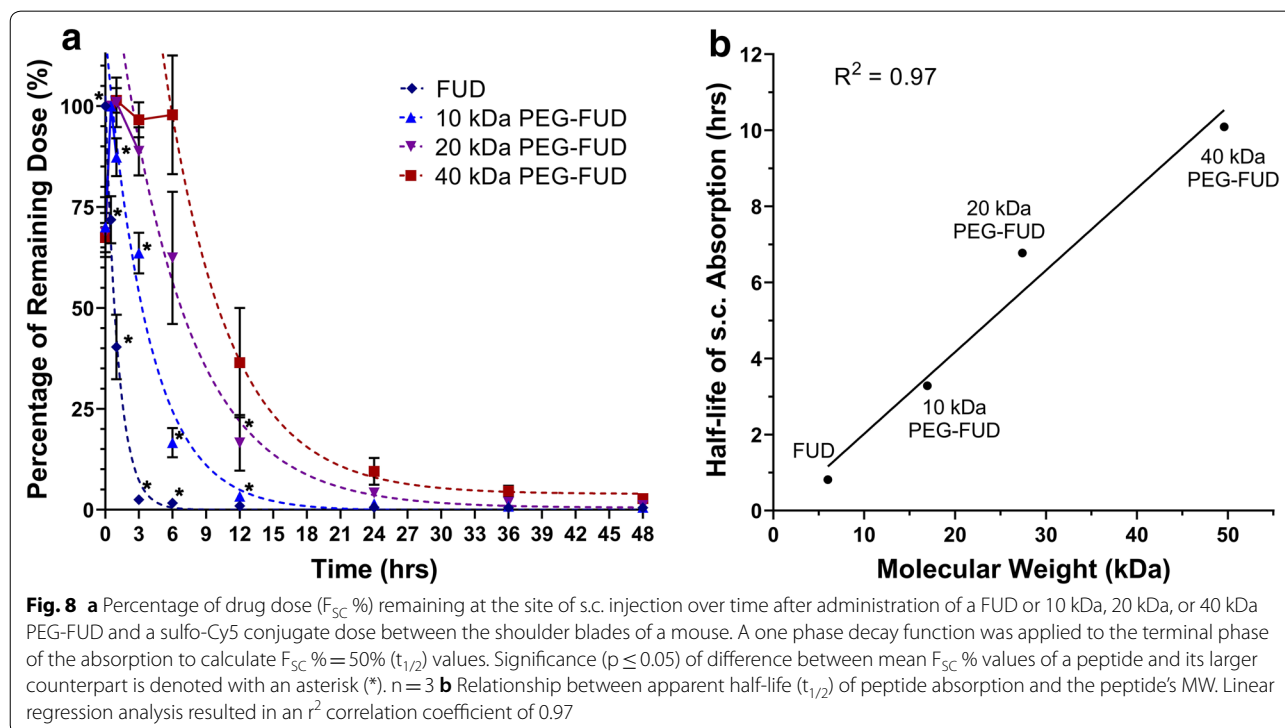 a
Percentage of Remaining Dose (%)
100
75
50
25
0
*
*
*
*
*
*
*
*
*
*
FUD
10 kDa PEG-FUD
20 kDa PEG-FUD
40 kDa PEG-FUD
0 3 6 9 12 15 18 21 24 27 30 33 36 39 42 45 48
Time (hrs)
b
Half-life of s.c. Absorption (hrs)
12
10
8
6
4
2
0
R² = 0.97
40 kDa
PEG-FUD
20 kDa
PEG-FUD
10 kDa
PEG-FUD
FUD
0 10 20 30 40 50
Molecular Weight (kDa)
Fig. 8 a Percentage of drug dose (F_SC %) remaining at the site of s.c. injection over time after administration of a FUD or 10 kDa, 20 kDa, or 40 kDa
PEG-FUD and a sulfo-Cy5 conjugate dose between the shoulder blades of a mouse. A one phase decay function was applied to the terminal phase
of the absorption to calculate F_SC % = 50% (t_1/2) values. Significance (p ≤ 0.05) of difference between mean F_SC % values of a peptide and its larger
counterpart is denoted with an asterisk (*). n = 3 b Relationship between apparent half-life (t_1/2) of peptide absorption and the peptide's MW. Linear
regression analysis resulted in an r² correlation coefficient of 0.97